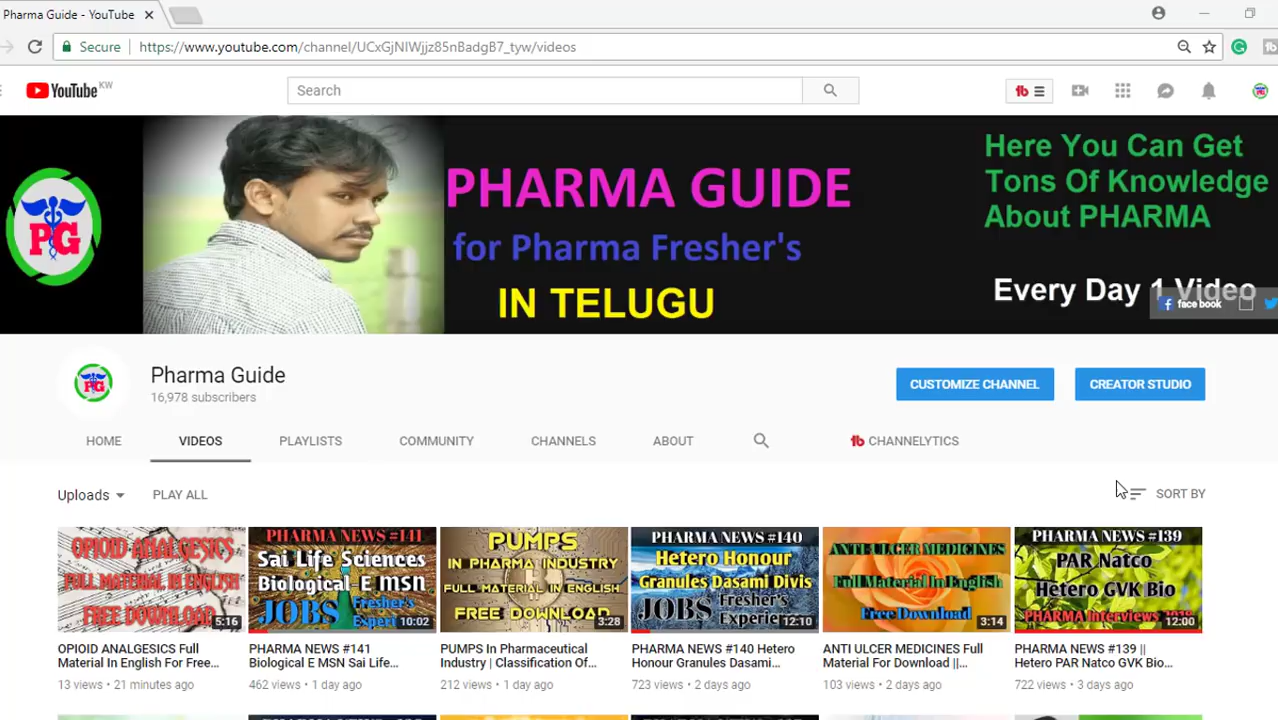 Pharma Guide - YouTube
Secure
https://www.youtube.com/channel/UCxGjNIWjjz85nBadgB7_tyw/videos
YouTube KW
Search
tb
PG
PHARMA GUIDE
for Pharma Fresher's
IN TELUGU
Here You Can Get
Tons Of Knowledge
About PHARMA
Every Day 1 Video
face book
PG
Pharma Guide
16,978 subscribers
CUSTOMIZE CHANNEL
CREATOR STUDIO
HOME
VIDEOS
PLAYLISTS
COMMUNITY
CHANNELS
ABOUT
tb CHANNELYTICS
Uploads
PLAY ALL
SORT BY
OPIOID ANALGESICS
FULL MATERIAL IN ENGLISH
FREE DOWNLOAD
5:16
OPIOID ANALGESICS Full
Material In English For Free...
13 views • 21 minutes ago
PHARMA NEWS #141
Sai Life Sciences
Biological E MSN
JOBS Fresher's
Expert
10:02
PHARMA NEWS #141
Biological E MSN Sai Life...
462 views • 1 day ago
PUMPS
IN PHARMA INDUSTRY
FULL MATERIAL IN ENGLISH
FREE DOWNLOAD
3:28
PUMPS In Pharmaceutical
Industry | Classification Of...
212 views • 1 day ago
PHARMA NEWS #140
Hetero Honour
Granules Dasami Divis
JOBS Fresher's
Experie
12:10
PHARMA NEWS #140 Hetero
Honour Granules Dasami...
723 views • 2 days ago
ANTI ULCER MEDICINES
Full Material In English
Free Download
3:14
ANTI ULCER MEDICINES Full
Material For Download ||...
103 views • 2 days ago
PHARMA NEWS #139
PAR Natco
Hetero GVK Bio
PHARMA Interviews 2018
12:00
PHARMA NEWS #139 ||
Hetero PAR Natco GVK Bio...
722 views • 3 days ago